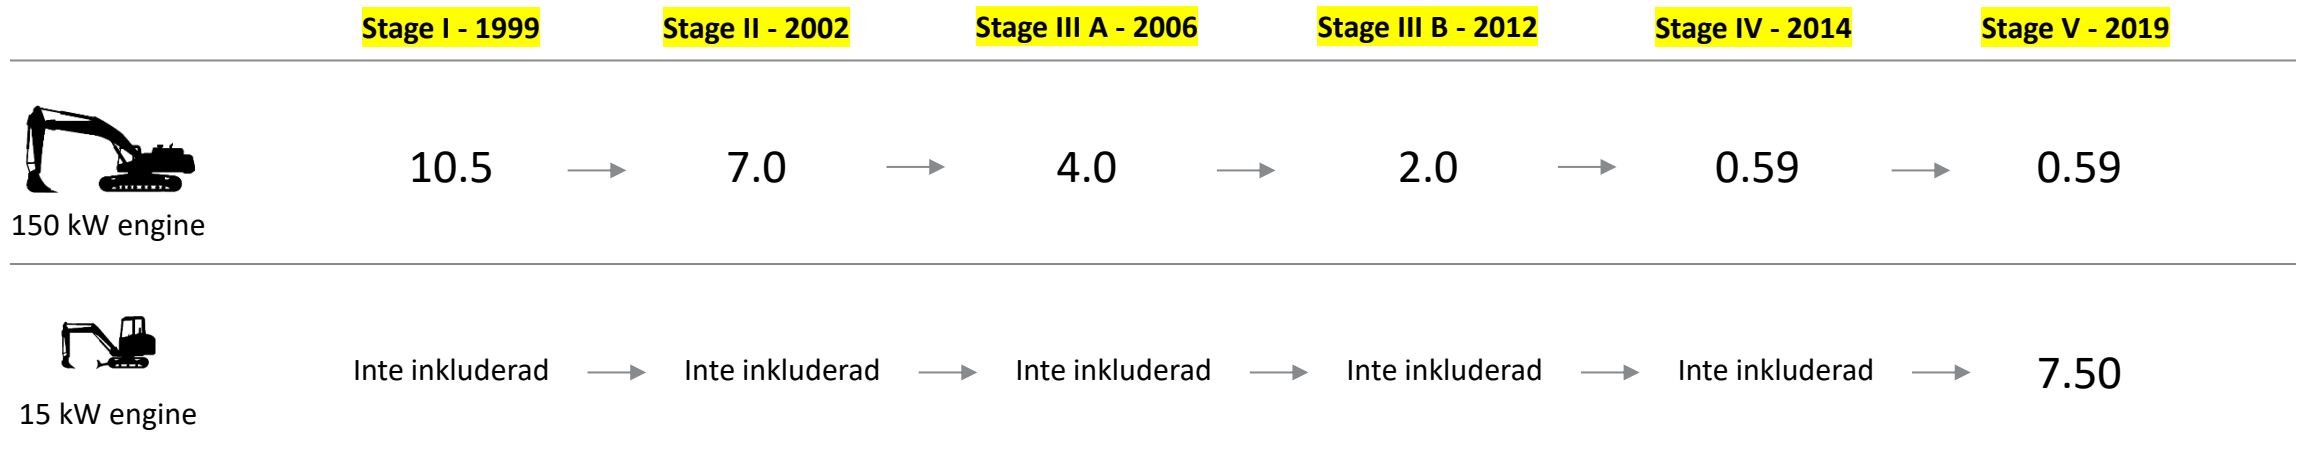 Stage I - 1999 Stage II - 2002 Stage III A - 2006 Stage III B - 2012 Stage IV - 2014 Stage V - 2019
10.5 7.0 4.0 2.0 0.59 0.59
150 kW engine
Inte inkluderad Inte inkluderad Inte inkluderad Inte inkluderad Inte inkluderad 7.50
15 kW engine